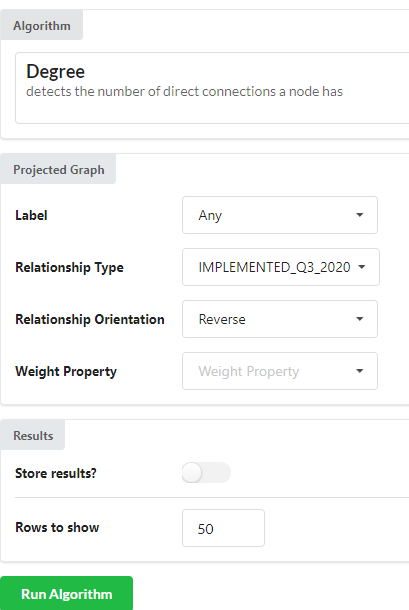 Algorithm
Degree
detects the number of direct connections a node has
Projected Graph
Label
Any
Relationship Type
IMPLEMENTED_Q3_2020
Relationship Orientation
Reverse
Weight Property
Weight Property
Results
Store results?
Rows to show
50
Run Algorithm